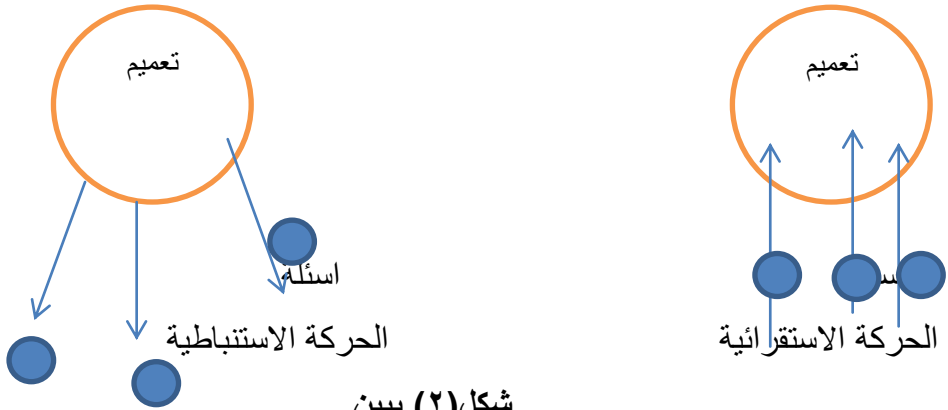 تعميم
تعميم
اسئلة
الحركة الاستقرائية
الحركة الاستنباطية
شكل(٢) يبين